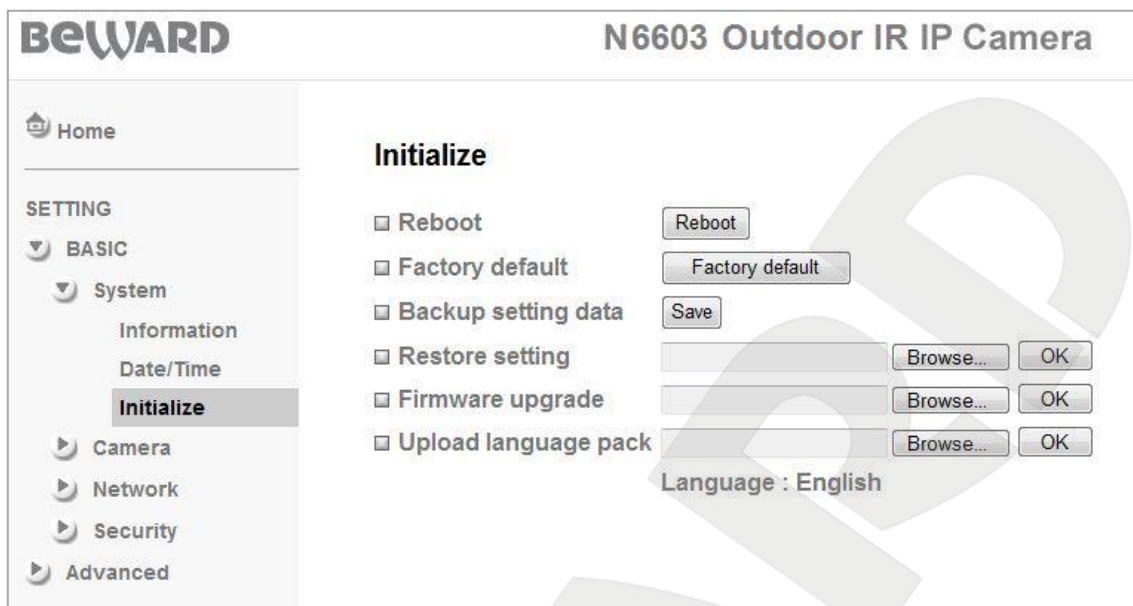 BEWARD
N6603 Outdoor IR IP Camera
Home
SETTING
BASIC
System
Information
Date/Time
Initialize
Camera
Network
Security
Advanced
Initialize
Reboot Reboot
Factory default Factory default
Backup setting data Save
Restore setting Browse... OK
Firmware upgrade Browse... OK
Upload language pack Browse... OK
Language : English